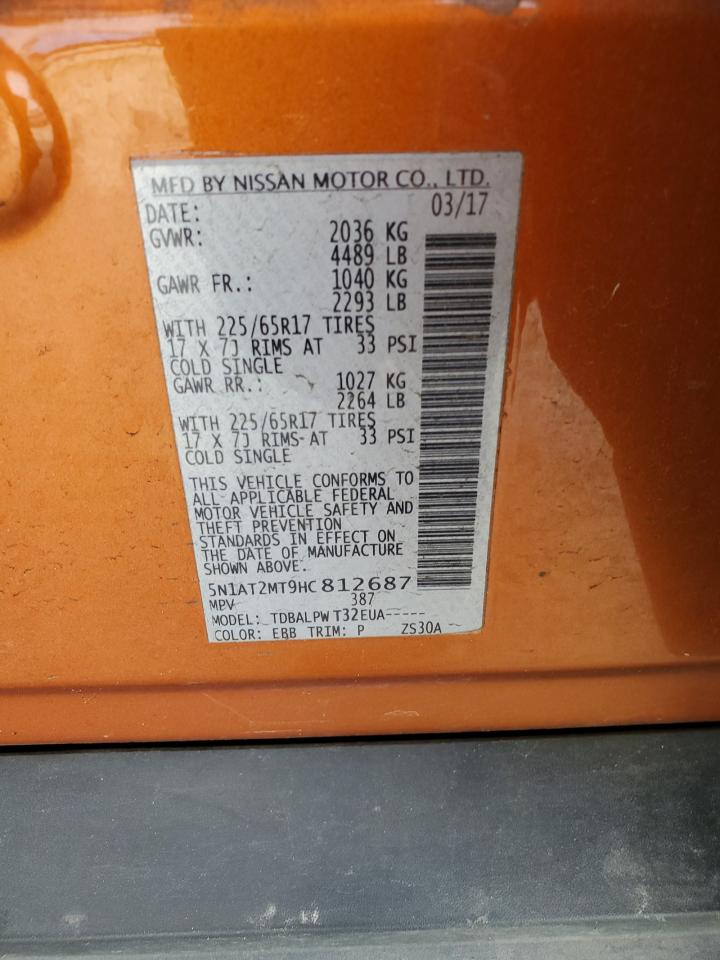 MFD BY NISSAN MOTOR CO., LTD.
DATE: 03/17
GVWR: 2036 KG
4489 LB
GAWR FR.: 1040 KG
2293 LB
WITH 225/65R17 TIRES
17 X 7J RIMS AT 33 PSI
COLD SINGLE
GAWR RR.: 1027 KG
2264 LB
WITH 225/65R17 TIRES
17 X 7J RIMS AT 33 PSI
COLD SINGLE
THIS VEHICLE CONFORMS TO
ALL APPLICABLE FEDERAL
MOTOR VEHICLE SAFETY AND
THEFT PREVENTION
STANDARDS IN EFFECT ON
THE DATE OF MANUFACTURE
SHOWN ABOVE.
5N1AT2MT9HC812687
MPV 387
MODEL: TDBALPW T32EUA-----
COLOR: EBB TRIM: P ZS30A